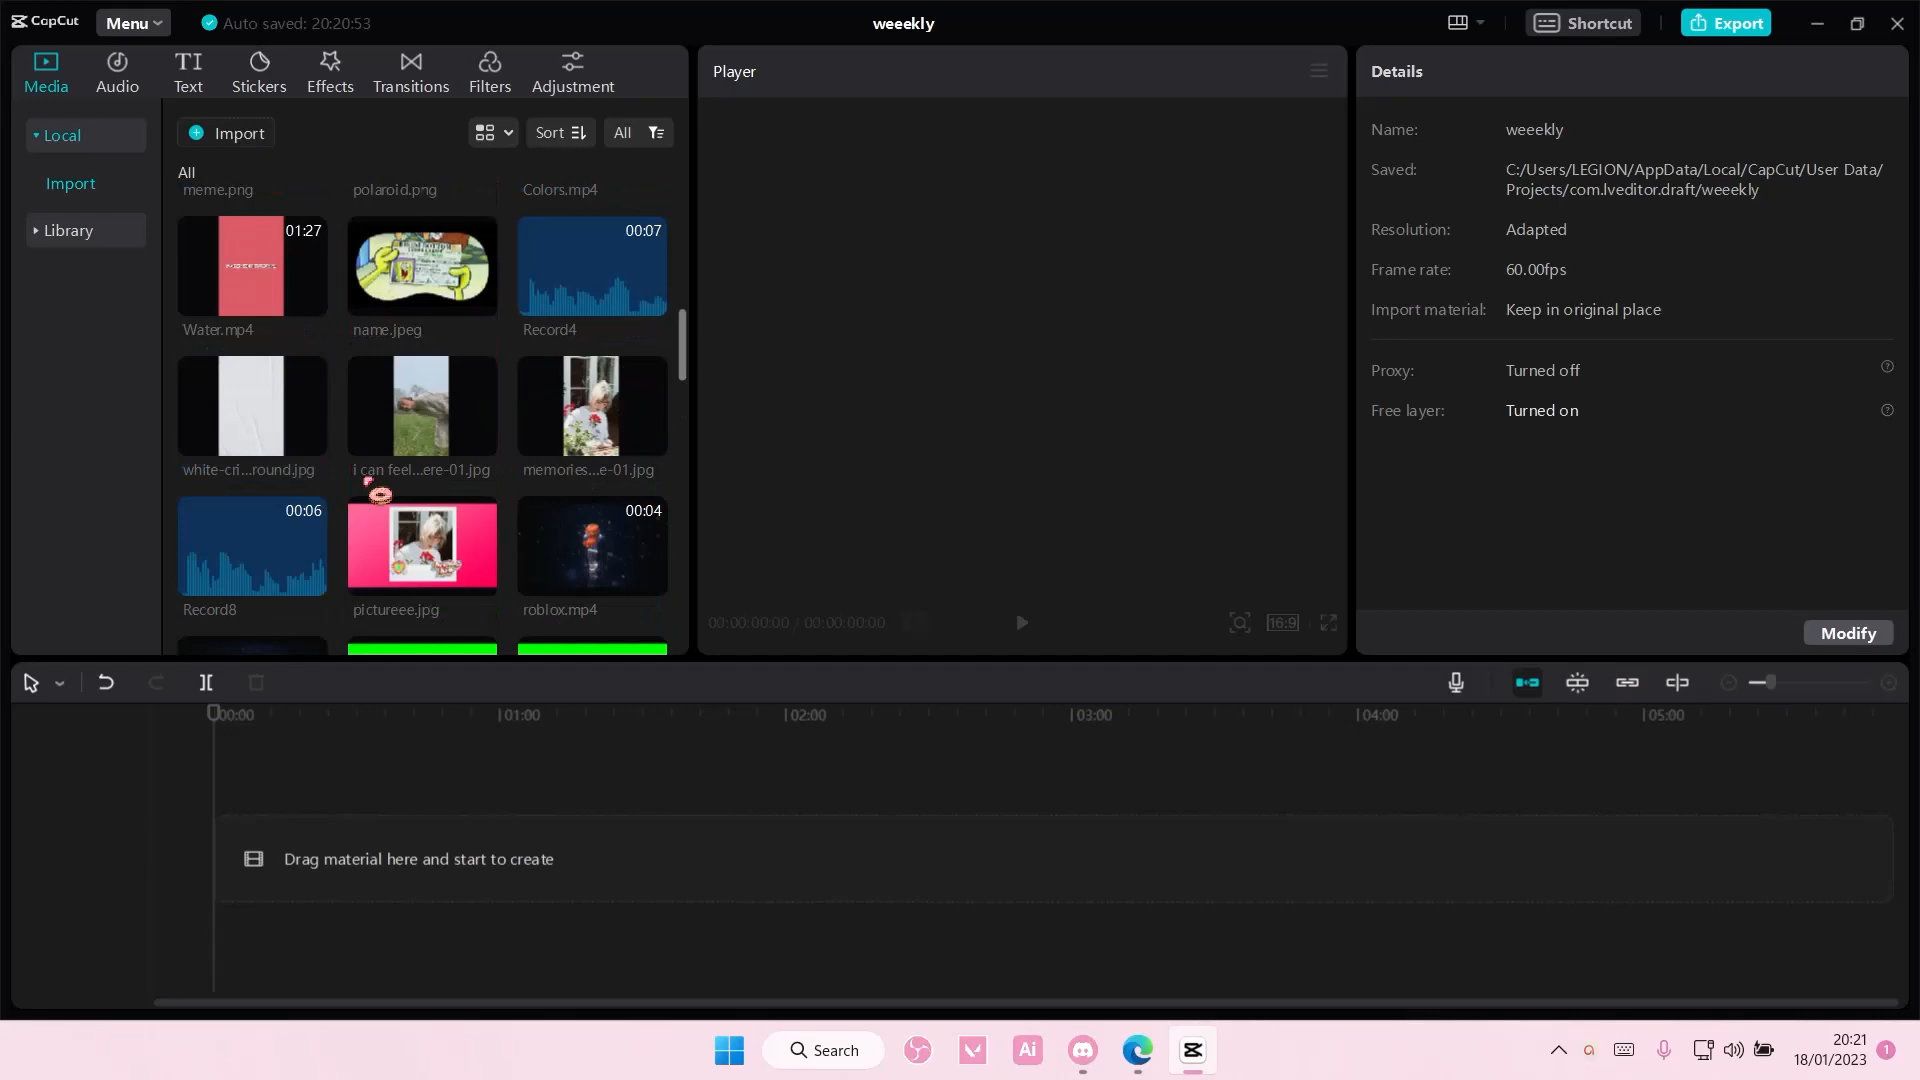 CapCut
Menu
Auto saved: 20:20:53
weeekly
Shortcut
Export
Media
Audio
Text
Stickers
Effects
Transitions
Filters
Adjustment
Local
Import
Library
Import
Sort
All
All
meme.png
polaroid.png
Colors.mp4
01:27
00:07
Water.mp4
name.jpeg
Record4
white-cri...round.jpg
i can feel...ere-01.jpg
memories...e-01.jpg
00:06
00:04
Record8
pictureee.jpg
roblox.mp4
Player
00:00:00:00 / 00:00:00:00
16:9
Details
Name:
weeekly
Saved:
C:/Users/LEGION/AppData/Local/CapCut/User Data/
Projects/com.lveditor.draft/weeekly
Resolution:
Adapted
Frame rate:
60.00fps
Import material:
Keep in original place
Proxy:
Turned off
Free layer:
Turned on
Modify
00:00
01:00
02:00
03:00
04:00
05:00
Drag material here and start to create
Search
Ai
20:21
18/01/2023
1